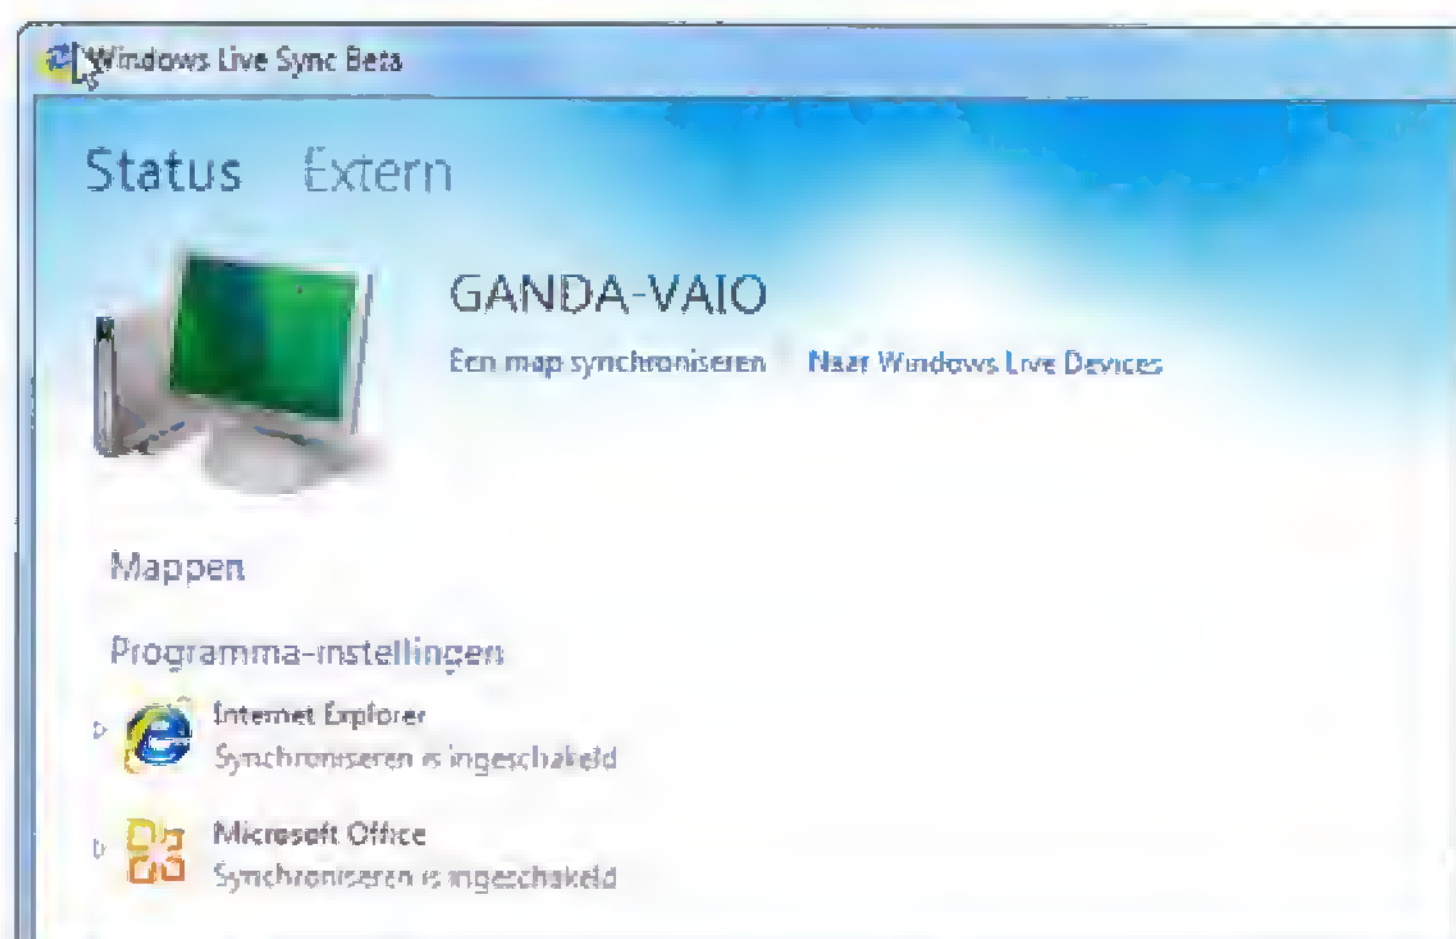 Windows Live Sync Beta
Status Extern
GANDA-VAIO
Een map synchroniseren Naar Windows Live Devices
Mappen
Programma-instellingen
Internet Explorer
Synchroniseren is ingeschakeld
Microsoft Office
Synchroniseren is ingeschakeld